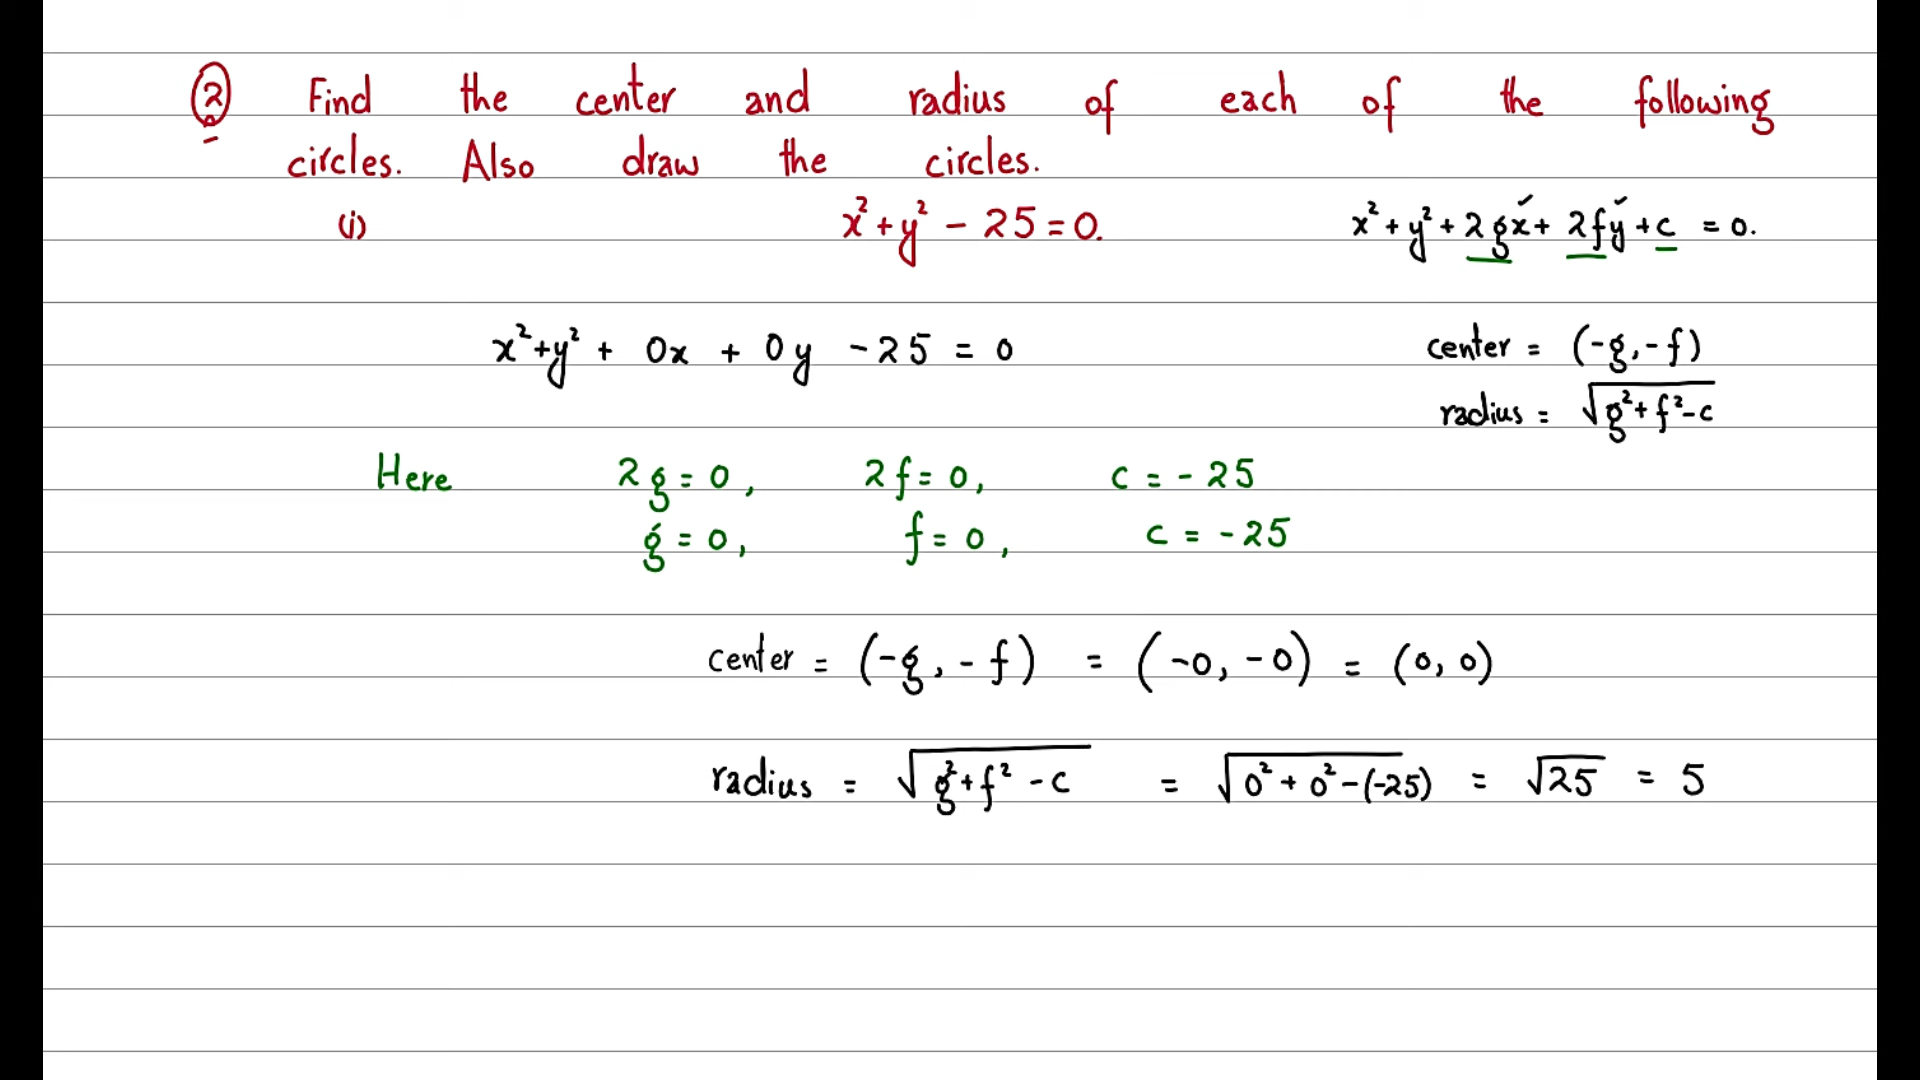 ② Find the center and radius of each of the following
circles. Also draw the circles.
(i) x² + y² - 25 = 0. x² + y² + 2gx + 2fy + c = 0.
x² + y² + 0x + 0y - 25 = 0 center = (-g, -f)
radius = √(g² + f² - c)
Here 2g = 0, 2f = 0, c = - 25
g = 0, f = 0, c = - 25
center = (-g, - f) = (-0, -0) = (0, 0)
radius = √(g² + f² - c) = √(0² + 0² - (-25)) = √25 = 5